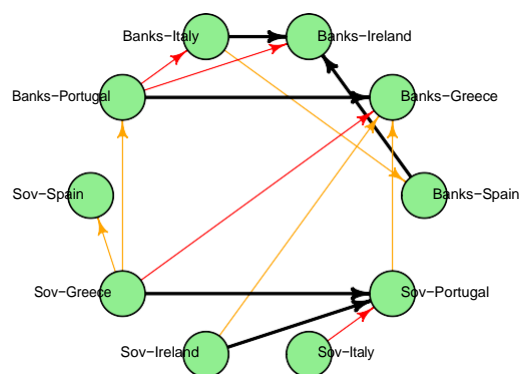 Banks−Italy
Banks−Ireland
Banks−Portugal
Banks−Greece
Sov−Spain
Banks−Spain
Sov−Greece
Sov−Portugal
Sov−Ireland
Sov−Italy